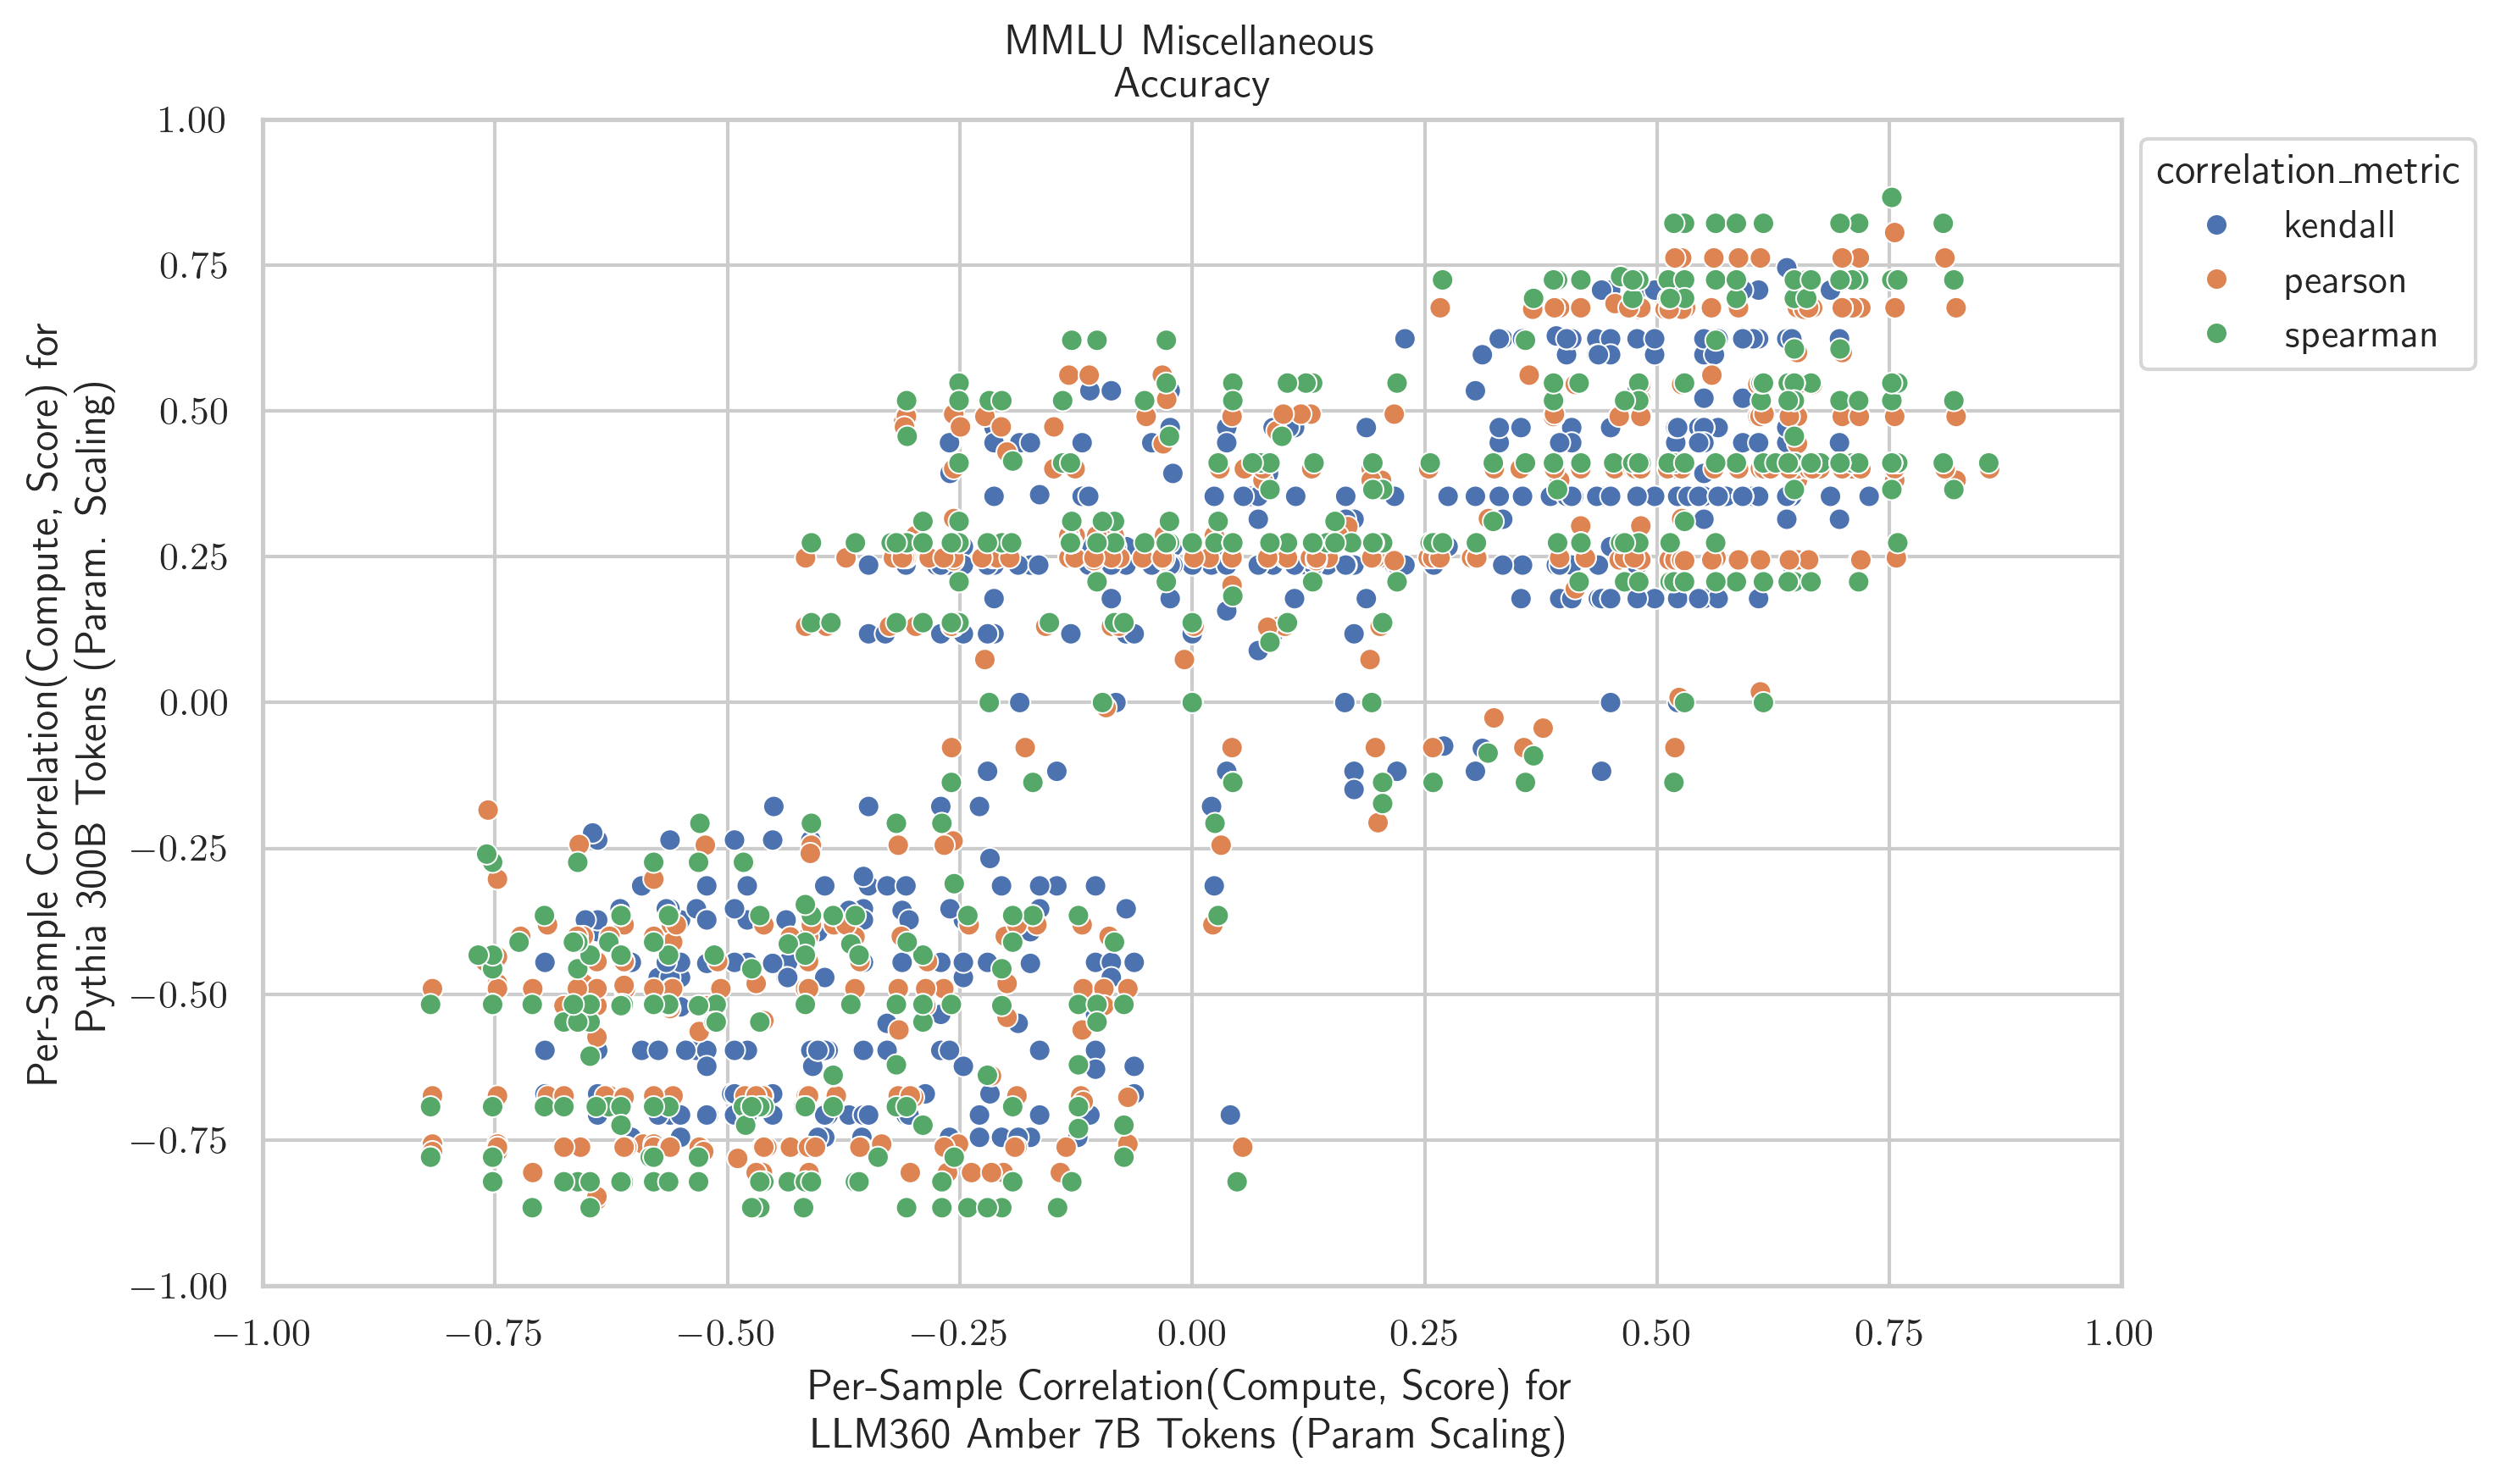 MMLU Miscellaneous
Accuracy
Per-Sample Correlation(Compute, Score) for
Pythia 300B Tokens (Param. Scaling)
1.00
0.75
0.50
0.25
0.00
−0.25
−0.50
−0.75
−1.00
−1.00 −0.75 −0.50 −0.25 0.00 0.25 0.50 0.75 1.00
Per-Sample Correlation(Compute, Score) for
LLM360 Amber 7B Tokens (Param Scaling)
correlation_metric
kendall
pearson
spearman